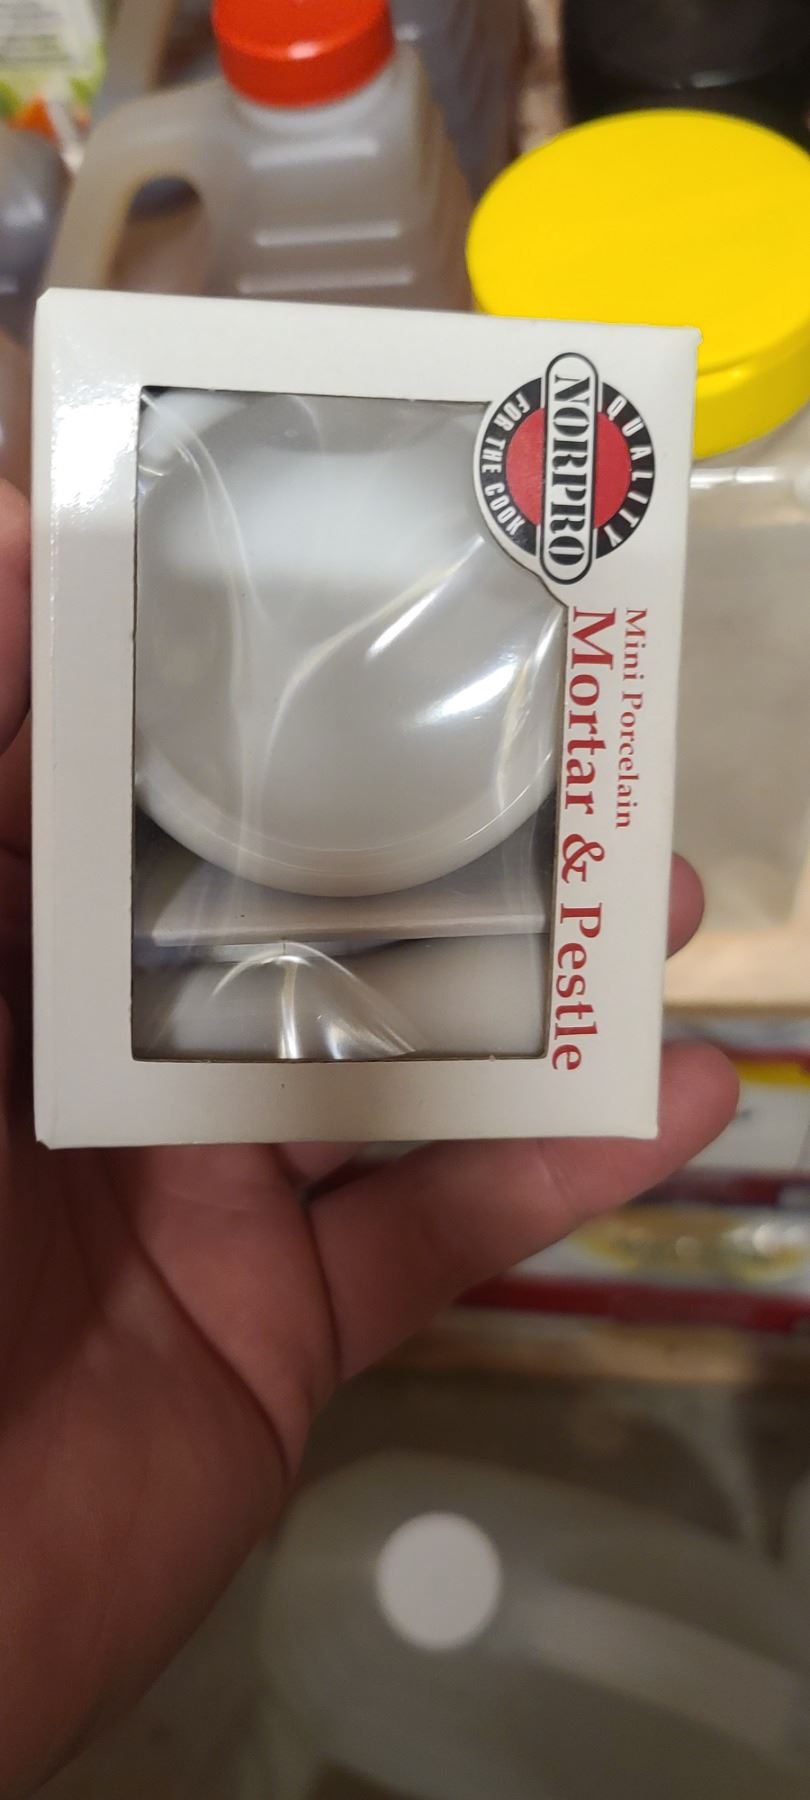 QUALITY
NORPRO
FOR THE COOK
Mini Porcelain
Mortar & Pestle